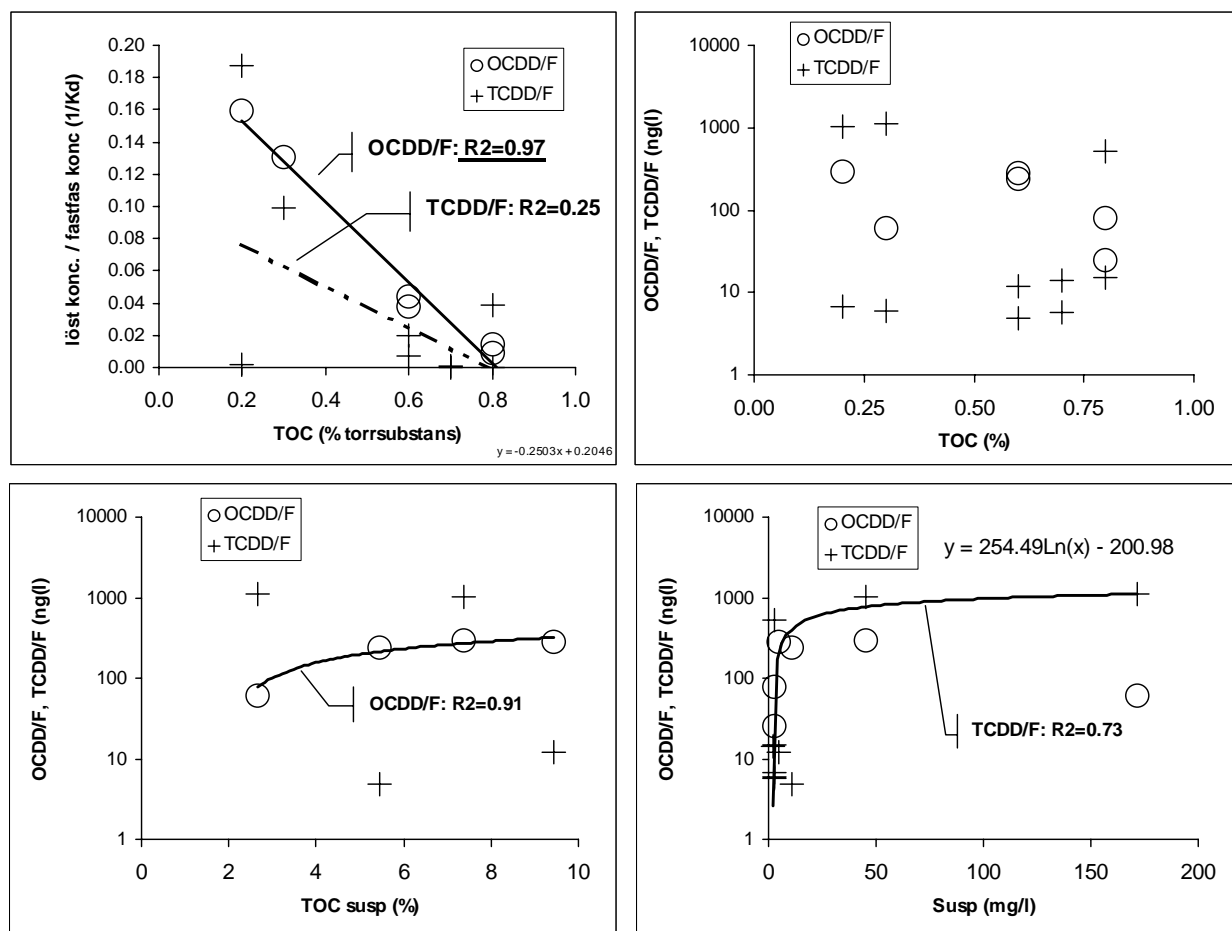 OCDD/F
TCDD/F
0.20
0.18
0.16
0.14
0.12
0.10
0.08
0.06
0.04
0.02
0.00
löst konc. / fastfas konc (1/Kd)
OCDD/F: R2=0.97
TCDD/F: R2=0.25
0.0 0.2 0.4 0.6 0.8 1.0
TOC (% torrsubstans)
y = -0.2503x + 0.2046
OCDD/F
TCDD/F
10000
1000
100
10
1
OCDD/F, TCDD/F (ng(l)
0.00 0.25 0.50 0.75 1.00
TOC (%)
OCDD/F
TCDD/F
10000
1000
100
10
1
OCDD/F, TCDD/F (ng(l)
OCDD/F: R2=0.91
0 2 4 6 8 10
TOC susp (%)
OCDD/F
TCDD/F
y = 254.49Ln(x) - 200.98
10000
1000
100
10
1
OCDD/F, TCDD/F (ng(l)
TCDD/F: R2=0.73
0 50 100 150 200
Susp (mg/l)